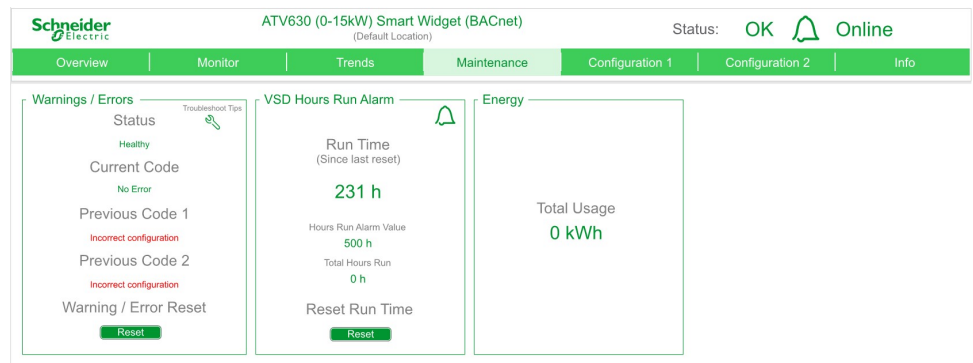 Schneider
Electric
ATV630 (0-15kW) Smart Widget (BACnet)
(Default Location)
Status: OK Online
Overview Monitor Trends Maintenance Configuration 1 Configuration 2 Info
Warnings / Errors
Troubleshoot Tips
Status
Healthy
Current Code
No Error
Previous Code 1
Incorrect configuration
Previous Code 2
Incorrect configuration
Warning / Error Reset
Reset
VSD Hours Run Alarm
Run Time
(Since last reset)
231 h
Hours Run Alarm Value
500 h
Total Hours Run
0 h
Reset Run Time
Reset
Energy
Total Usage
0 kWh